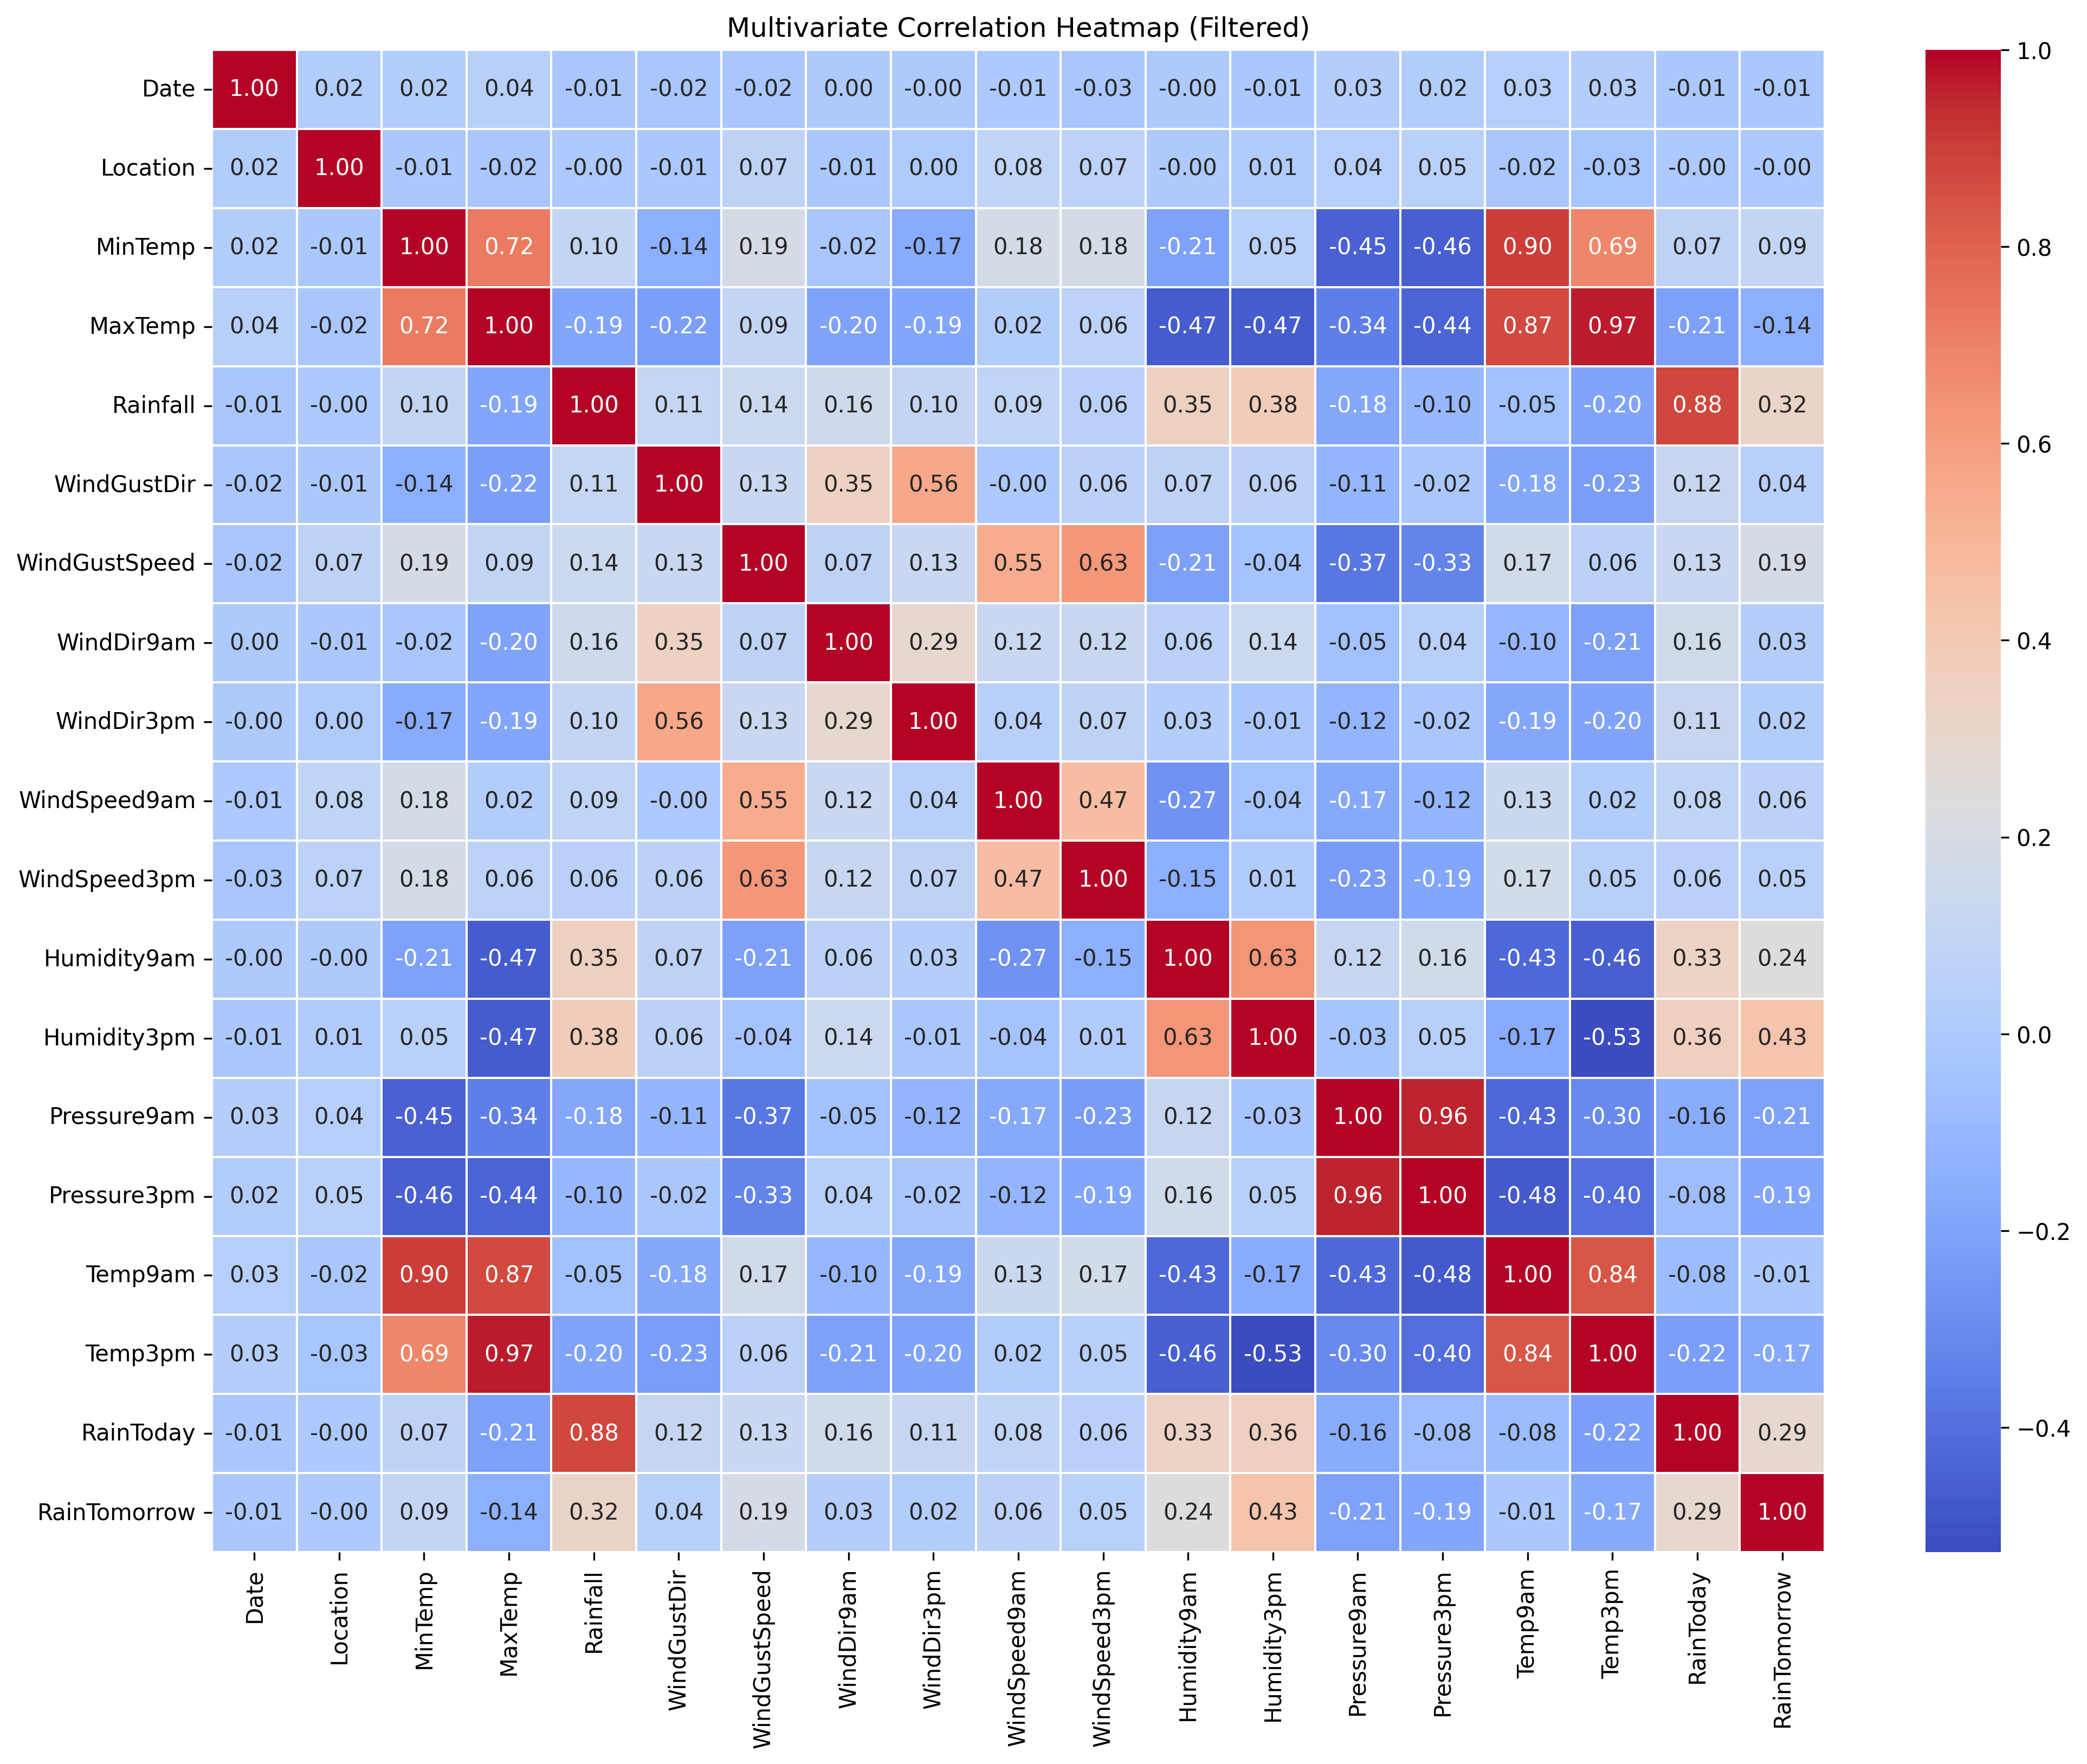 Multivariate Correlation Heatmap (Filtered)
Date 1.00 0.02 0.02 0.04 -0.01 -0.02 -0.02 0.00 -0.00 -0.01 -0.03 -0.00 -0.01 0.03 0.02 0.03 0.03 -0.01 -0.01
Location 0.02 1.00 -0.01 -0.02 -0.00 -0.01 0.07 -0.01 0.00 0.08 0.07 -0.00 0.01 0.04 0.05 -0.02 -0.03 -0.00 -0.00
MinTemp 0.02 -0.01 1.00 0.72 0.10 -0.14 0.19 -0.02 -0.17 0.18 0.18 -0.21 0.05 -0.45 -0.46 0.90 0.69 0.07 0.09
MaxTemp 0.04 -0.02 0.72 1.00 -0.19 -0.22 0.09 -0.20 -0.19 0.02 0.06 -0.47 -0.47 -0.34 -0.44 0.87 0.97 -0.21 -0.14
Rainfall -0.01 -0.00 0.10 -0.19 1.00 0.11 0.14 0.16 0.10 0.09 0.06 0.35 0.38 -0.18 -0.10 -0.05 -0.20 0.88 0.32
WindGustDir -0.02 -0.01 -0.14 -0.22 0.11 1.00 0.13 0.35 0.56 -0.00 0.06 0.07 0.06 -0.11 -0.02 -0.18 -0.23 0.12 0.04
WindGustSpeed -0.02 0.07 0.19 0.09 0.14 0.13 1.00 0.07 0.13 0.55 0.63 -0.21 -0.04 -0.37 -0.33 0.17 0.06 0.13 0.19
WindDir9am 0.00 -0.01 -0.02 -0.20 0.16 0.35 0.07 1.00 0.29 0.12 0.12 0.06 0.14 -0.05 0.04 -0.10 -0.21 0.16 0.03
WindDir3pm -0.00 0.00 -0.17 -0.19 0.10 0.56 0.13 0.29 1.00 0.04 0.07 0.03 -0.01 -0.12 -0.02 -0.19 -0.20 0.11 0.02
WindSpeed9am -0.01 0.08 0.18 0.02 0.09 -0.00 0.55 0.12 0.04 1.00 0.47 -0.27 -0.04 -0.17 -0.12 0.13 0.02 0.08 0.06
WindSpeed3pm -0.03 0.07 0.18 0.06 0.06 0.06 0.63 0.12 0.07 0.47 1.00 -0.15 0.01 -0.23 -0.19 0.17 0.05 0.06 0.05
Humidity9am -0.00 -0.00 -0.21 -0.47 0.35 0.07 -0.21 0.06 0.03 -0.27 -0.15 1.00 0.63 0.12 0.16 -0.43 -0.46 0.33 0.24
Humidity3pm -0.01 0.01 0.05 -0.47 0.38 0.06 -0.04 0.14 -0.01 -0.04 0.01 0.63 1.00 -0.03 0.05 -0.17 -0.53 0.36 0.43
Pressure9am 0.03 0.04 -0.45 -0.34 -0.18 -0.11 -0.37 -0.05 -0.12 -0.17 -0.23 0.12 -0.03 1.00 0.96 -0.43 -0.30 -0.16 -0.21
Pressure3pm 0.02 0.05 -0.46 -0.44 -0.10 -0.02 -0.33 0.04 -0.02 -0.12 -0.19 0.16 0.05 0.96 1.00 -0.48 -0.40 -0.08 -0.19
Temp9am 0.03 -0.02 0.90 0.87 -0.05 -0.18 0.17 -0.10 -0.19 0.13 0.17 -0.43 -0.17 -0.43 -0.48 1.00 0.84 -0.08 -0.01
Temp3pm 0.03 -0.03 0.69 0.97 -0.20 -0.23 0.06 -0.21 -0.20 0.02 0.05 -0.46 -0.53 -0.30 -0.40 0.84 1.00 -0.22 -0.17
RainToday -0.01 -0.00 0.07 -0.21 0.88 0.12 0.13 0.16 0.11 0.08 0.06 0.33 0.36 -0.16 -0.08 -0.08 -0.22 1.00 0.29
RainTomorrow -0.01 -0.00 0.09 -0.14 0.32 0.04 0.19 0.03 0.02 0.06 0.05 0.24 0.43 -0.21 -0.19 -0.01 -0.17 0.29 1.00
Date
Location
MinTemp
MaxTemp
Rainfall
WindGustDir
WindGustSpeed
WindDir9am
WindDir3pm
WindSpeed9am
WindSpeed3pm
Humidity9am
Humidity3pm
Pressure9am
Pressure3pm
Temp9am
Temp3pm
RainToday
RainTomorrow
1.0
0.8
0.6
0.4
0.2
0.0
−0.2
−0.4